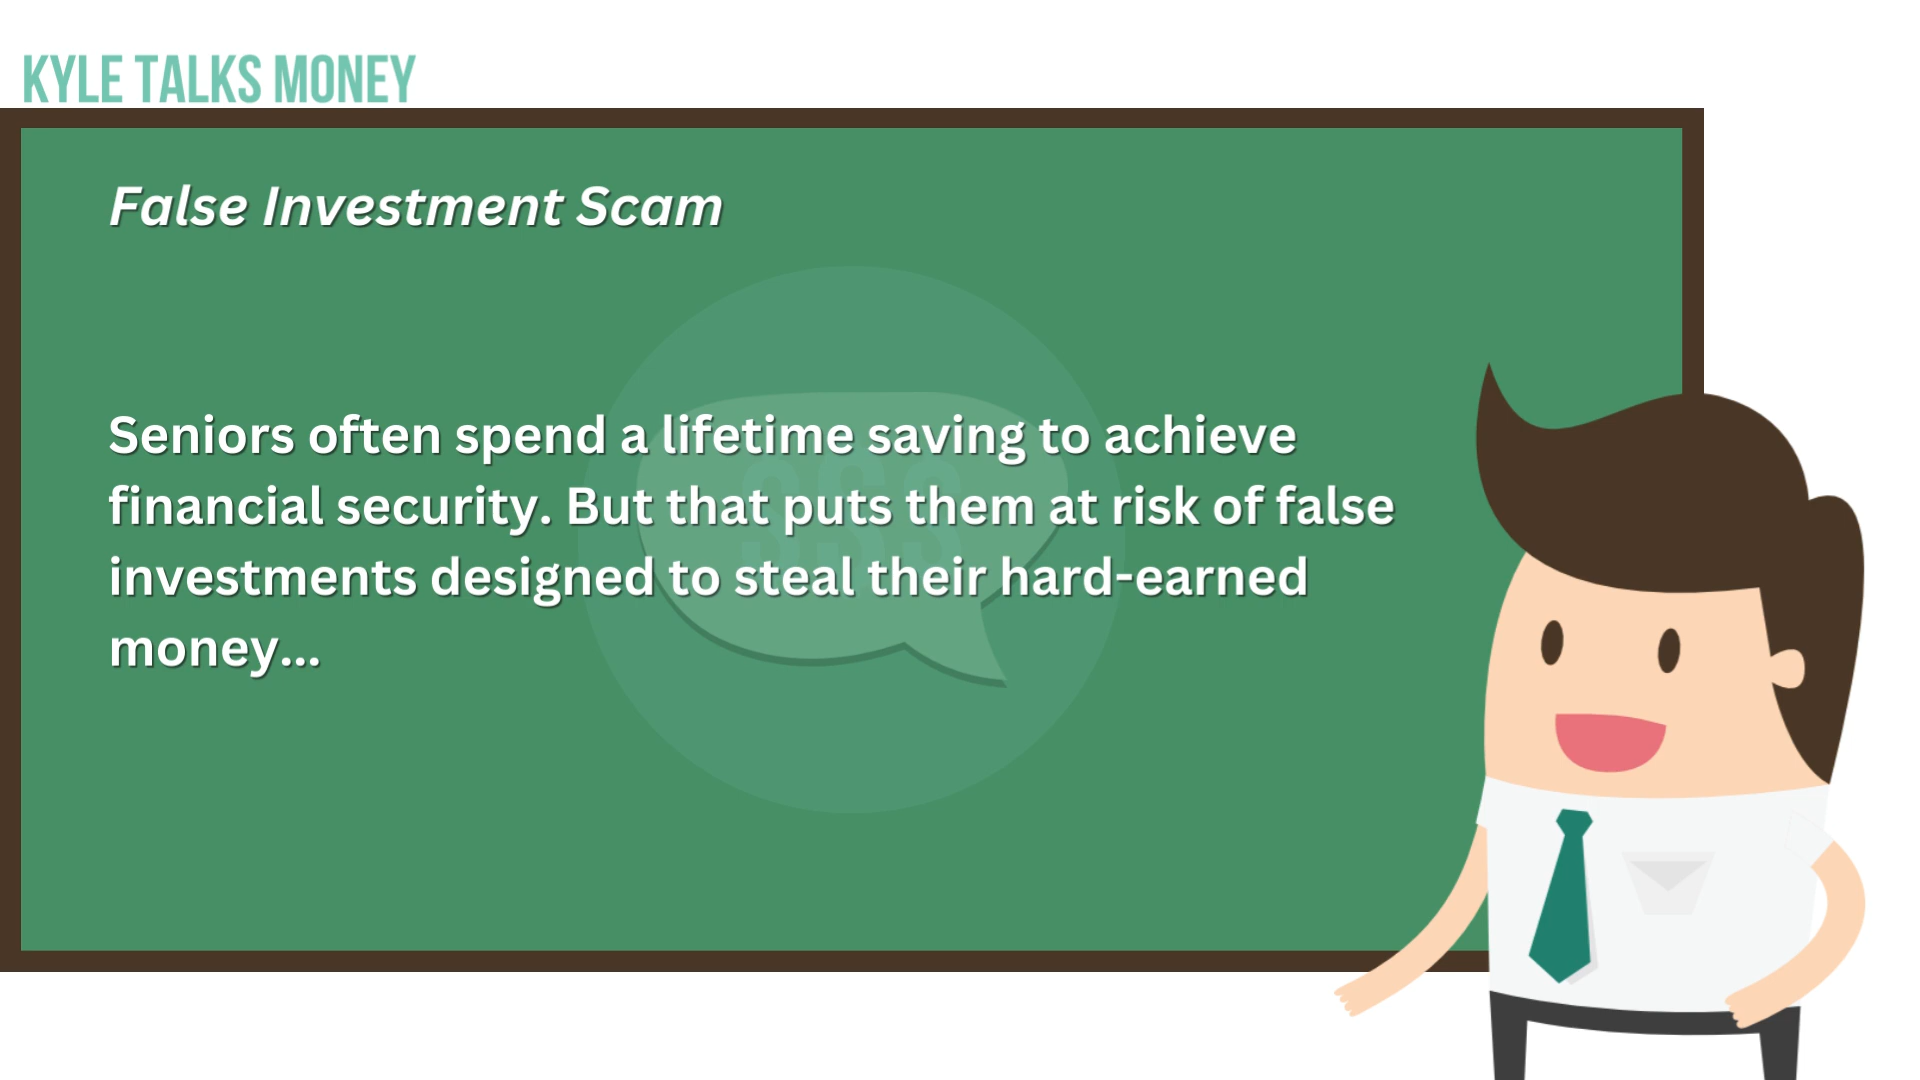 KYLE TALKS MONEY
False Investment Scam
Seniors often spend a lifetime saving to achieve
financial security. But that puts them at risk of false
investments designed to steal their hard-earned
money...